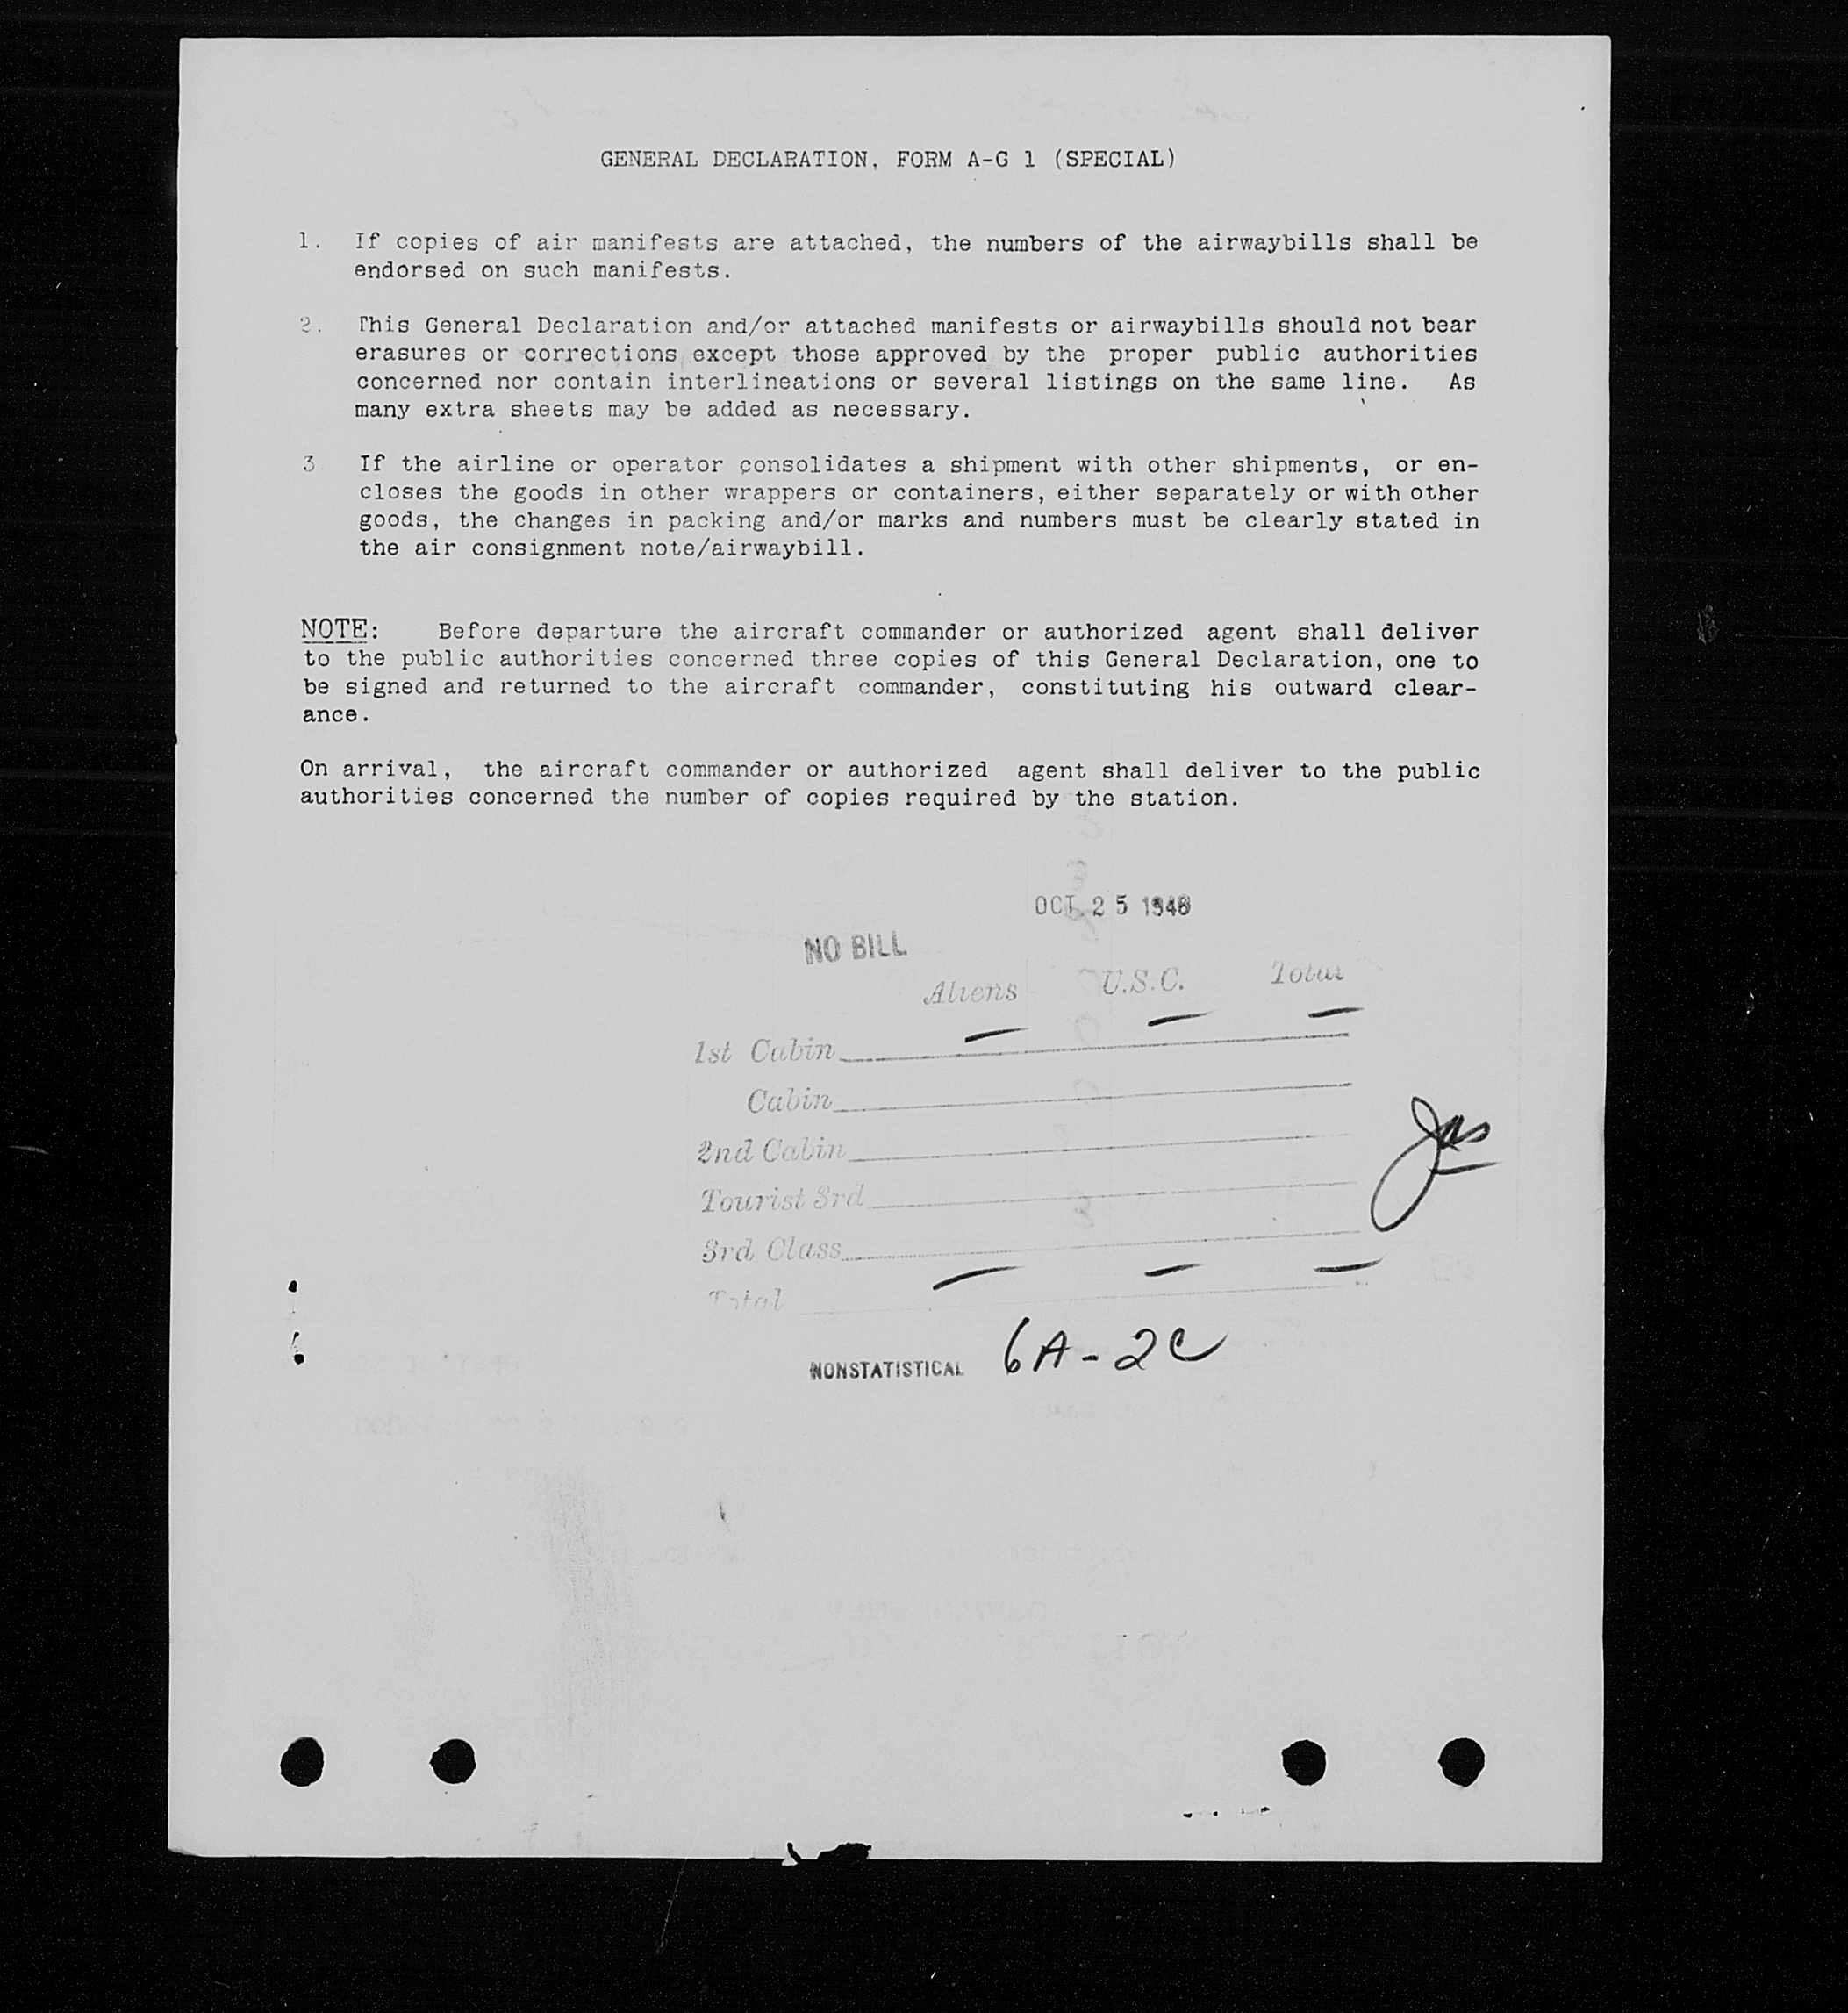 GENERAL DECLARATION, FORM A-G 1 (SPECIAL)
1. If copies of air manifests are attached, the numbers of the airwaybills shall be
endorsed on such manifests.
2. This General Declaration and/or attached manifests or airwaybills should not bear
erasures or corrections except those approved by the proper public authorities
concerned nor contain interlineations or several listings on the same line. As
many extra sheets may be added as necessary.
3 If the airline or operator consolidates a shipment with other shipments, or en-
closes the goods in other wrappers or containers, either separately or with other
goods, the changes in packing and/or marks and numbers must be clearly stated in
the air consignment note/airwaybill.
NOTE: Before departure the aircraft commander or authorized agent shall deliver
to the public authorities concerned three copies of this General Declaration, one to
be signed and returned to the aircraft commander, constituting his outward clear-
ance.
On arrival, the aircraft commander or authorized agent shall deliver to the public
authorities concerned the number of copies required by the station.
OCT. 25 1948
NO BILL
Aliens U.S.C. Total
1st Cabin — — —
Cabin
2nd Cabin
Tourist 3rd
3rd Class
Total — — —
NONSTATISTICAL 6A-2C